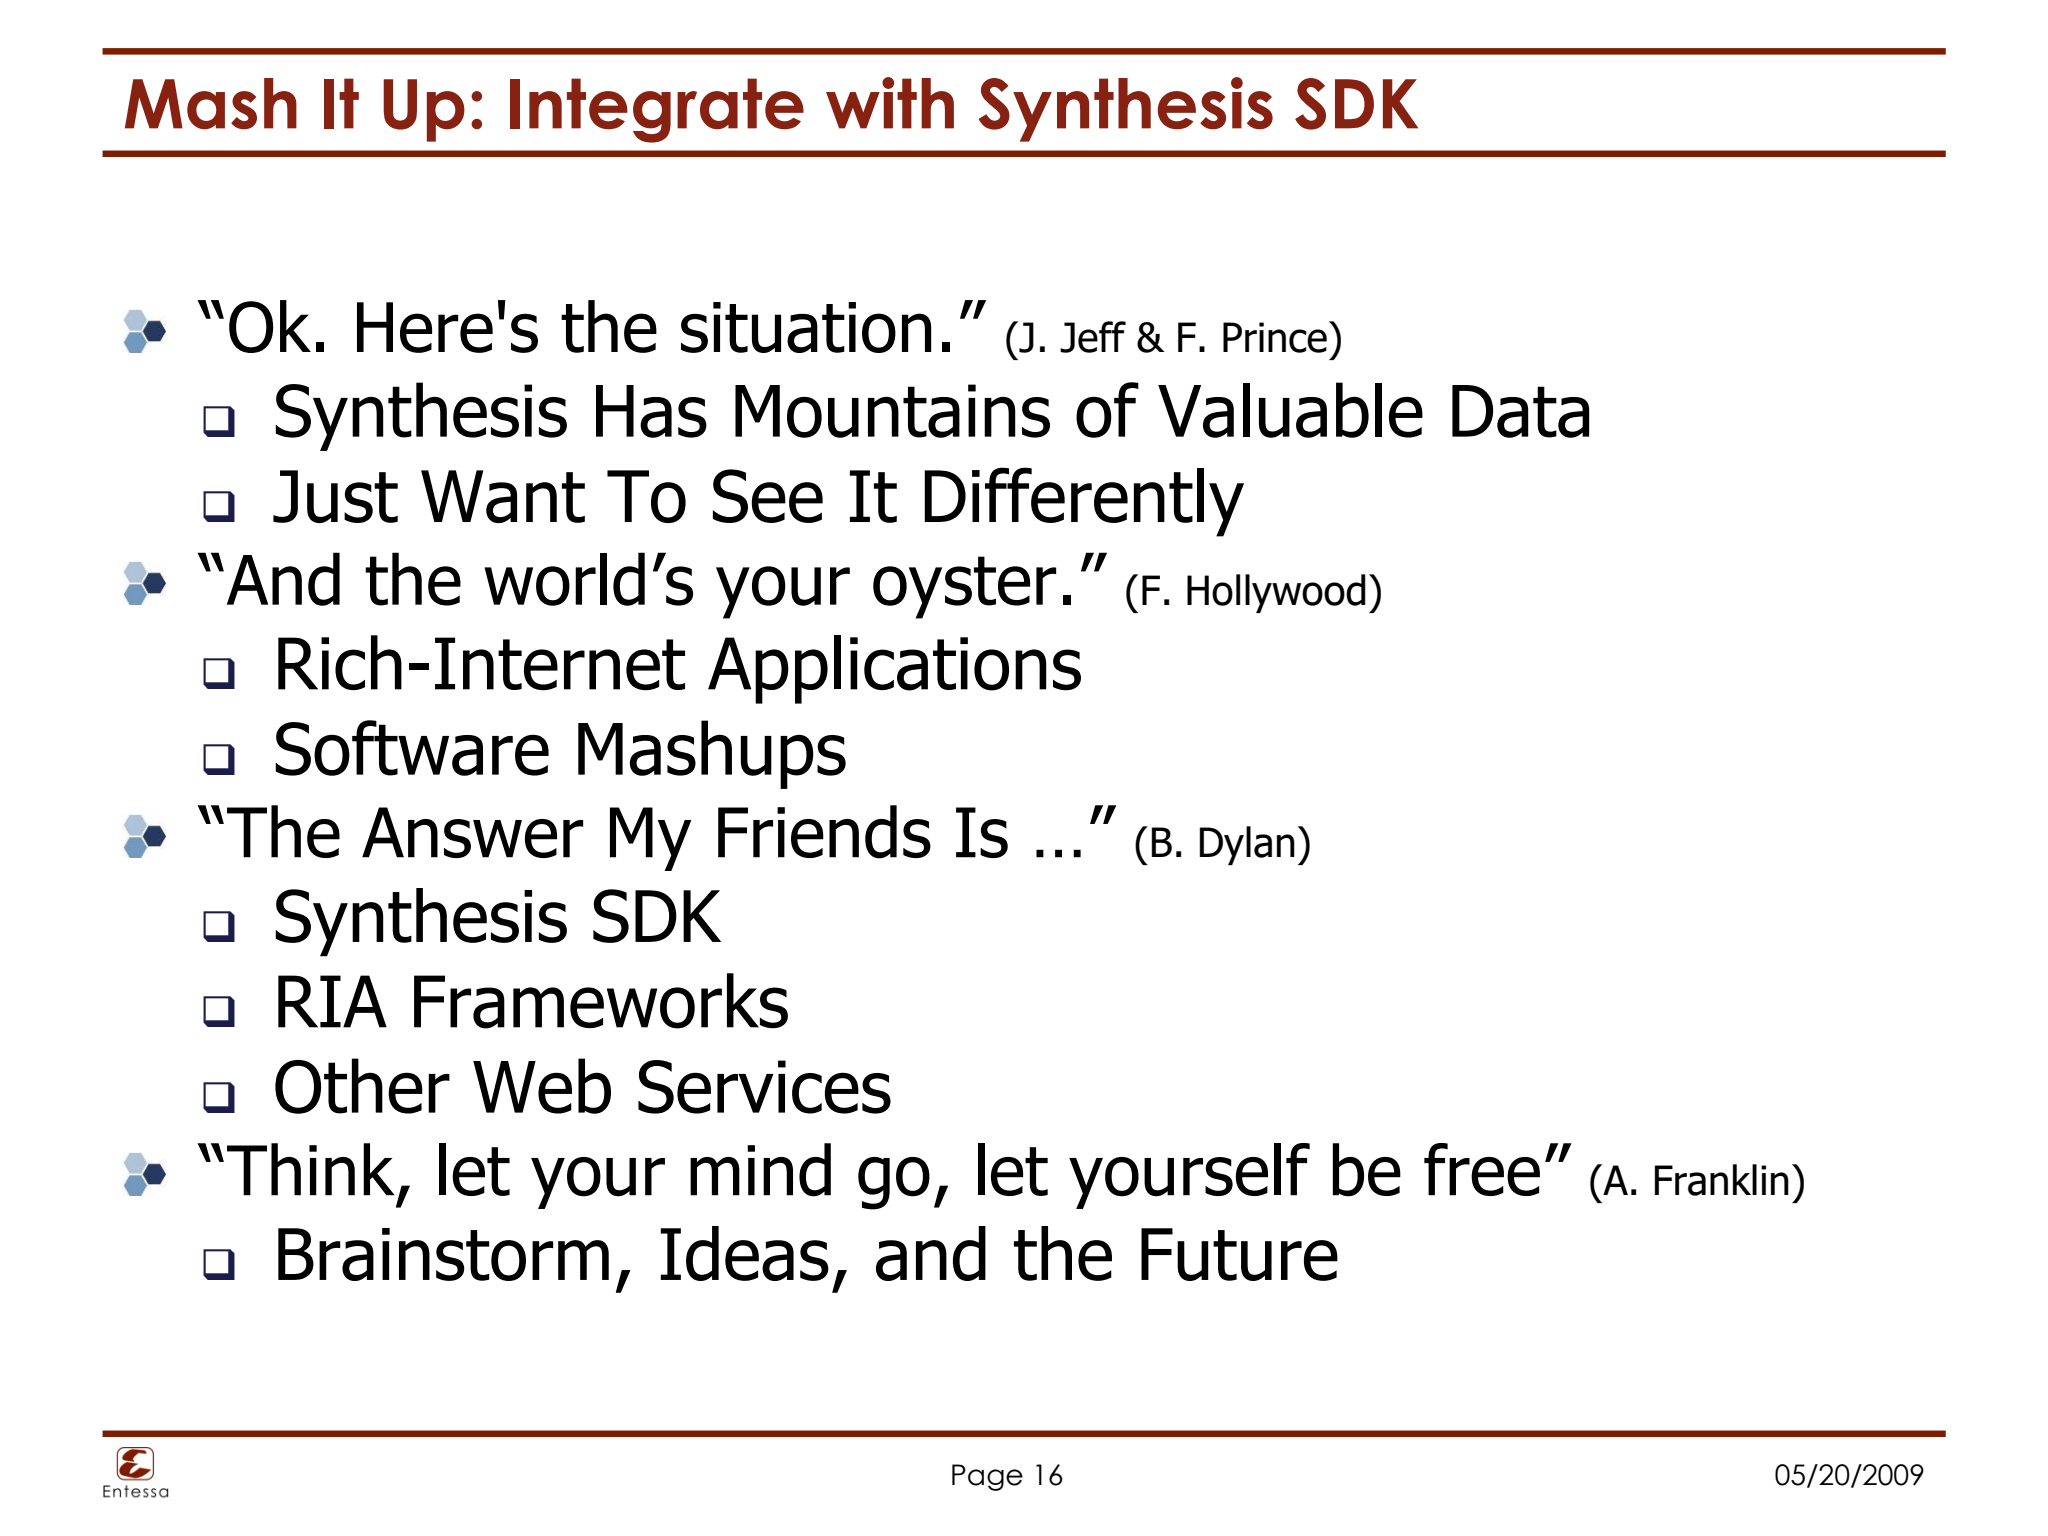 Mash It Up: Integrate with Synthesis SDK
“Ok. Here's the situation.” (J. Jeff & F. Prince)
Synthesis Has Mountains of Valuable Data
Just Want To See It Differently
“And the world’s your oyster.” (F. Hollywood)
Rich-Internet Applications
Software Mashups
“The Answer My Friends Is …” (B. Dylan)
Synthesis SDK
RIA Frameworks
Other Web Services
“Think, let your mind go, let yourself be free” (A. Franklin)
Brainstorm, Ideas, and the Future
Entessa
Page 16
05/20/2009